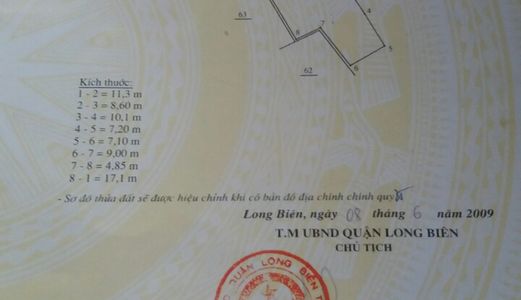 63
4
7
8
5
6
62
Kích thước:
1 - 2 = 11,3 m
2 - 3 = 8,60 m
3 - 4 = 10,1 m
4 - 5 = 7,20 m
5 - 6 = 7,10 m
6 - 7 = 9,00 m
7 - 8 = 4,85 m
8 - 1 = 17,1 m
- Sơ đồ thửa đất sẽ được hiệu chỉnh khi có bản đồ địa chính chính quy
Long Biên, ngày 08 tháng 6 năm 2009
T.M UBND QUẬN LONG BIÊN
CHỦ TỊCH
QUẬN LONG BIÊN